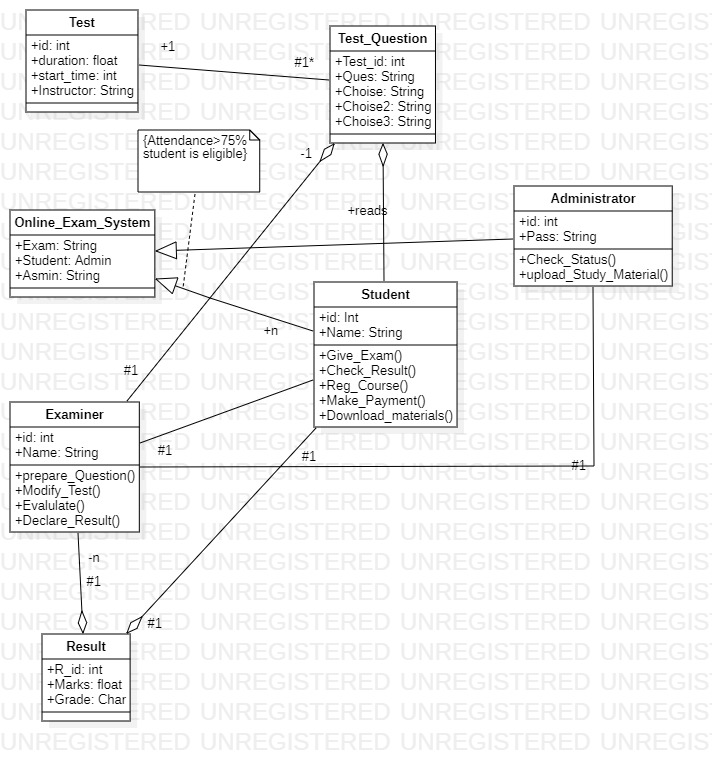 Test
+id: int
+duration: float
+start_time: int
+Instructor: String
+1
#1*
Test_Question
+Test_id: int
+Ques: String
+Choise: String
+Choise2: String
+Choise3: String
{Attendance>75%
student is eligible}
-1
+reads
Online_Exam_System
+Exam: String
+Student: Admin
+Asmin: String
Administrator
+id: int
+Pass: String
+Check_Status()
+upload_Study_Material()
+n
Student
+id: Int
+Name: String
+Give_Exam()
+Check_Result()
+Reg_Course()
+Make_Payment()
+Download_materials()
#1
Examiner
+id: int
+Name: String
+prepare_Question()
+Modify_Test()
+Evalulate()
+Declare_Result()
#1
#1
#1
-n
#1
#1
Result
+R_id: int
+Marks: float
+Grade: Char
UNREGISTERED